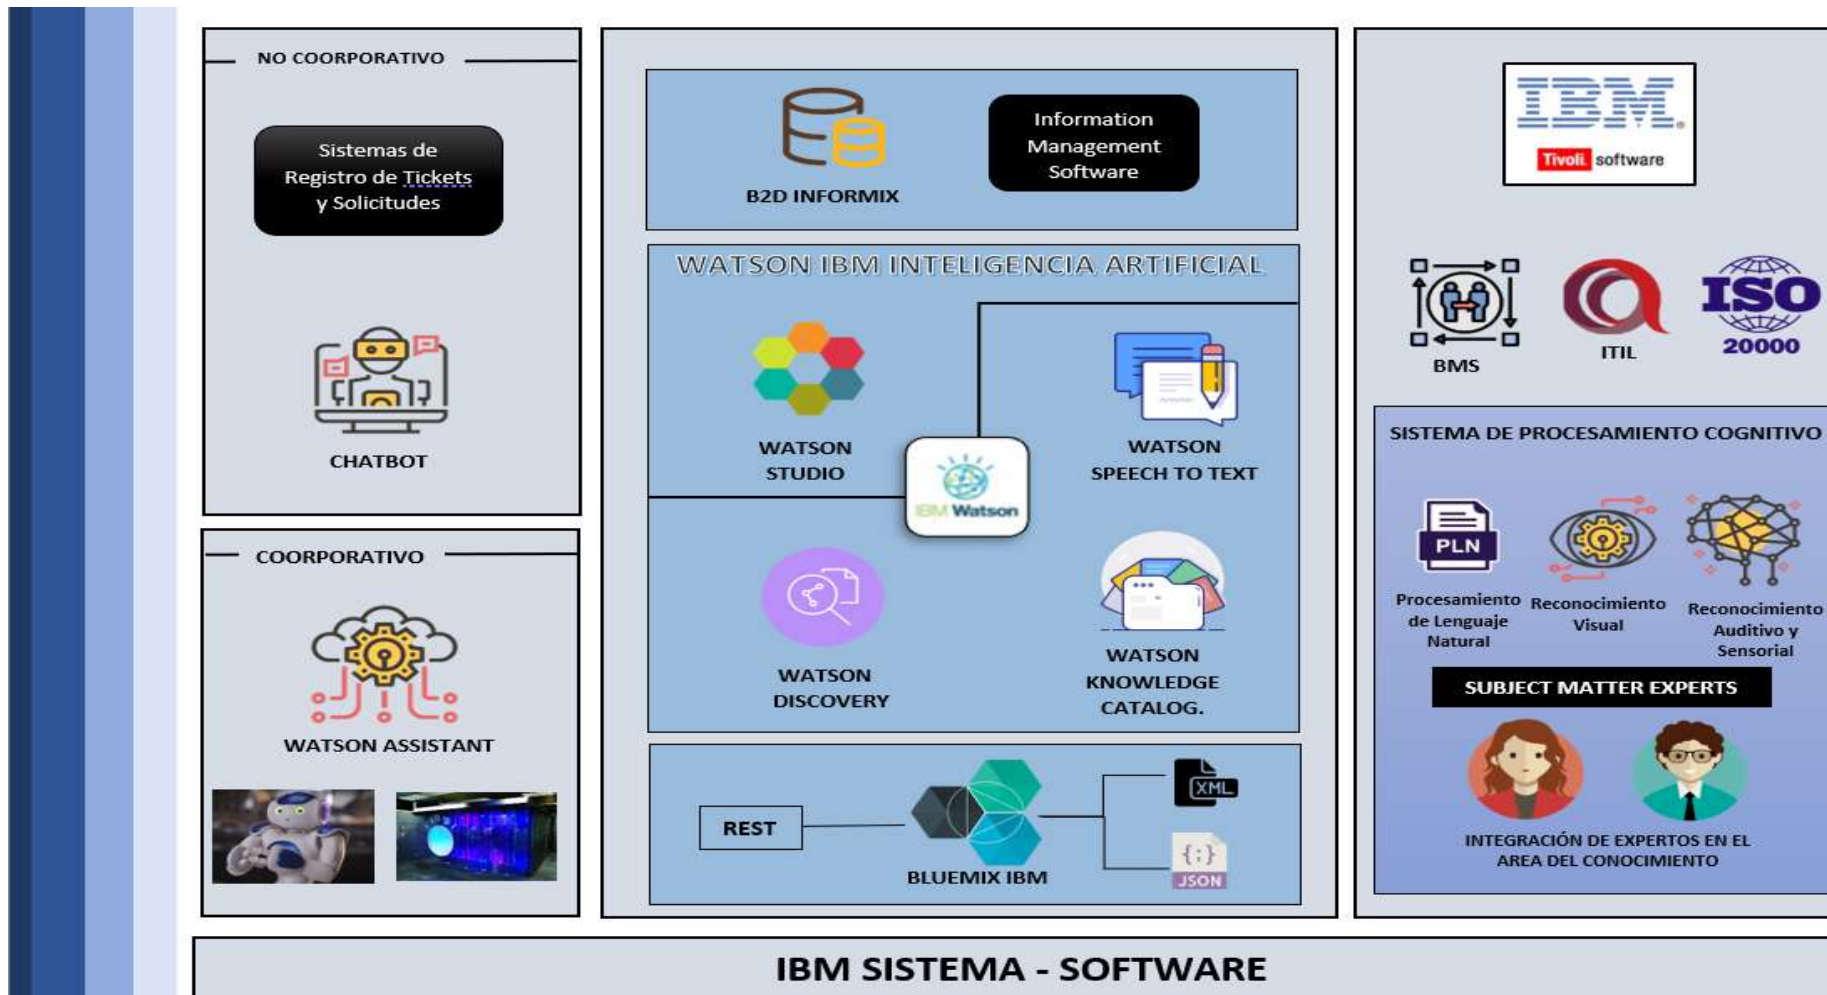 NO COORPORATIVO
Sistemas de
Registro de Tickets
y Solicitudes
CHATBOT
COORPORATIVO
WATSON ASSISTANT
B2D INFORMIX
Information
Management
Software
WATSON IBM INTELIGENCIA ARTIFICIAL
WATSON
STUDIO
WATSON
SPEECH TO TEXT
IBM Watson
WATSON
DISCOVERY
WATSON
KNOWLEDGE
CATALOG.
REST
BLUEMIX IBM
XML
{:}
JSON
IBM®
Tivoli. software
BMS
ITIL
ISO
20000
SISTEMA DE PROCESAMIENTO COGNITIVO
PLN
Procesamiento
de Lenguaje
Natural
Reconocimiento
Visual
Reconocimiento
Auditivo y
Sensorial
SUBJECT MATTER EXPERTS
INTEGRACIÓN DE EXPERTOS EN EL
AREA DEL CONOCIMIENTO
IBM SISTEMA - SOFTWARE